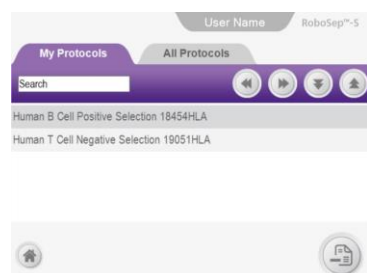 User Name
RoboSep™-S
My Protocols
All Protocols
Search
Human B Cell Positive Selection 18454HLA
Human T Cell Negative Selection 19051HLA